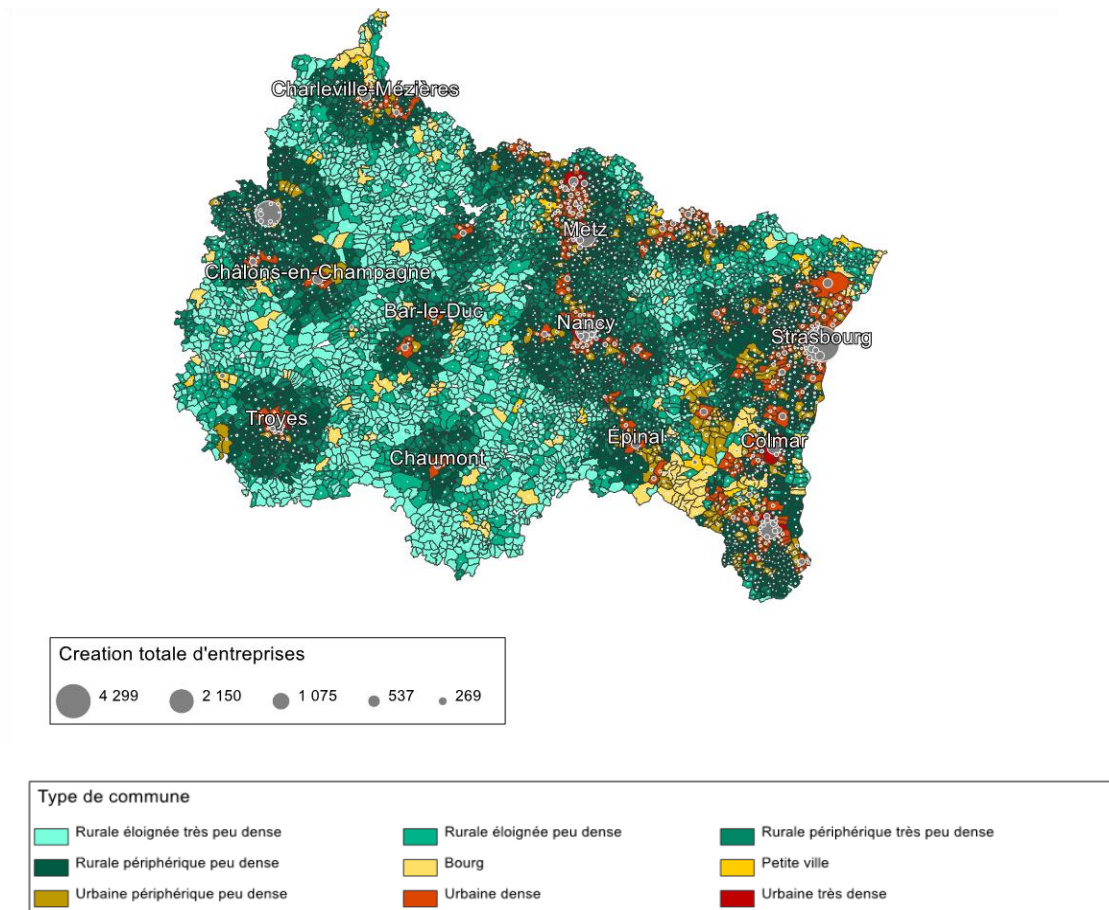 Charleville-Mézières
Metz
Châlons-en-Champagne
Bar-le-Duc
Nancy
Strasbourg
Troyes
Épinal
Colmar
Chaumont
Creation totale d'entreprises
4 299 2 150 1 075 537 269
Type de commune
Rurale éloignée très peu dense Rurale éloignée peu dense Rurale périphérique très peu dense
Rurale périphérique peu dense Bourg Petite ville
Urbaine périphérique peu dense Urbaine dense Urbaine très dense